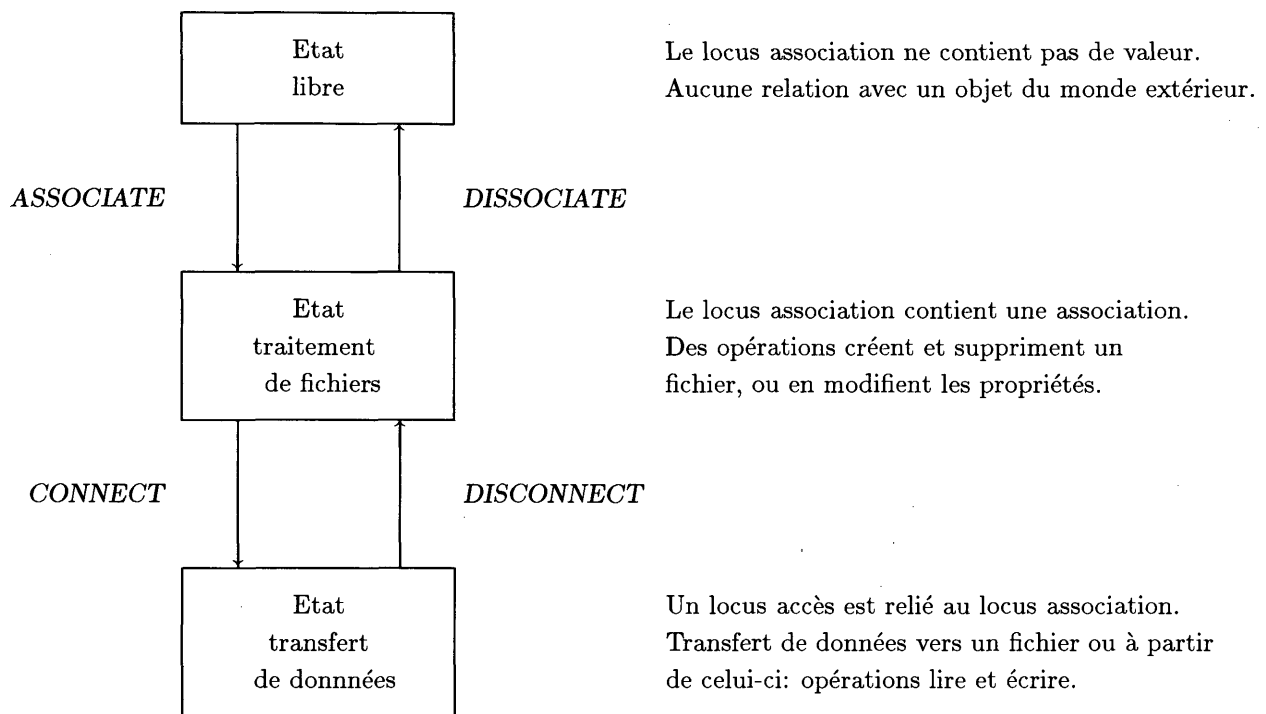 Etat
libre
Le locus association ne contient pas de valeur.
Aucune relation avec un objet du monde extérieur.
ASSOCIATE
DISSOCIATE
Etat
traitement
de fichiers
Le locus association contient une association.
Des opérations créent et suppriment un
fichier, ou en modifient les propriétés.
CONNECT
DISCONNECT
Etat
transfert
de donnnées
Un locus accès est relié au locus association.
Transfert de données vers un fichier ou à partir
de celui-ci: opérations lire et écrire.